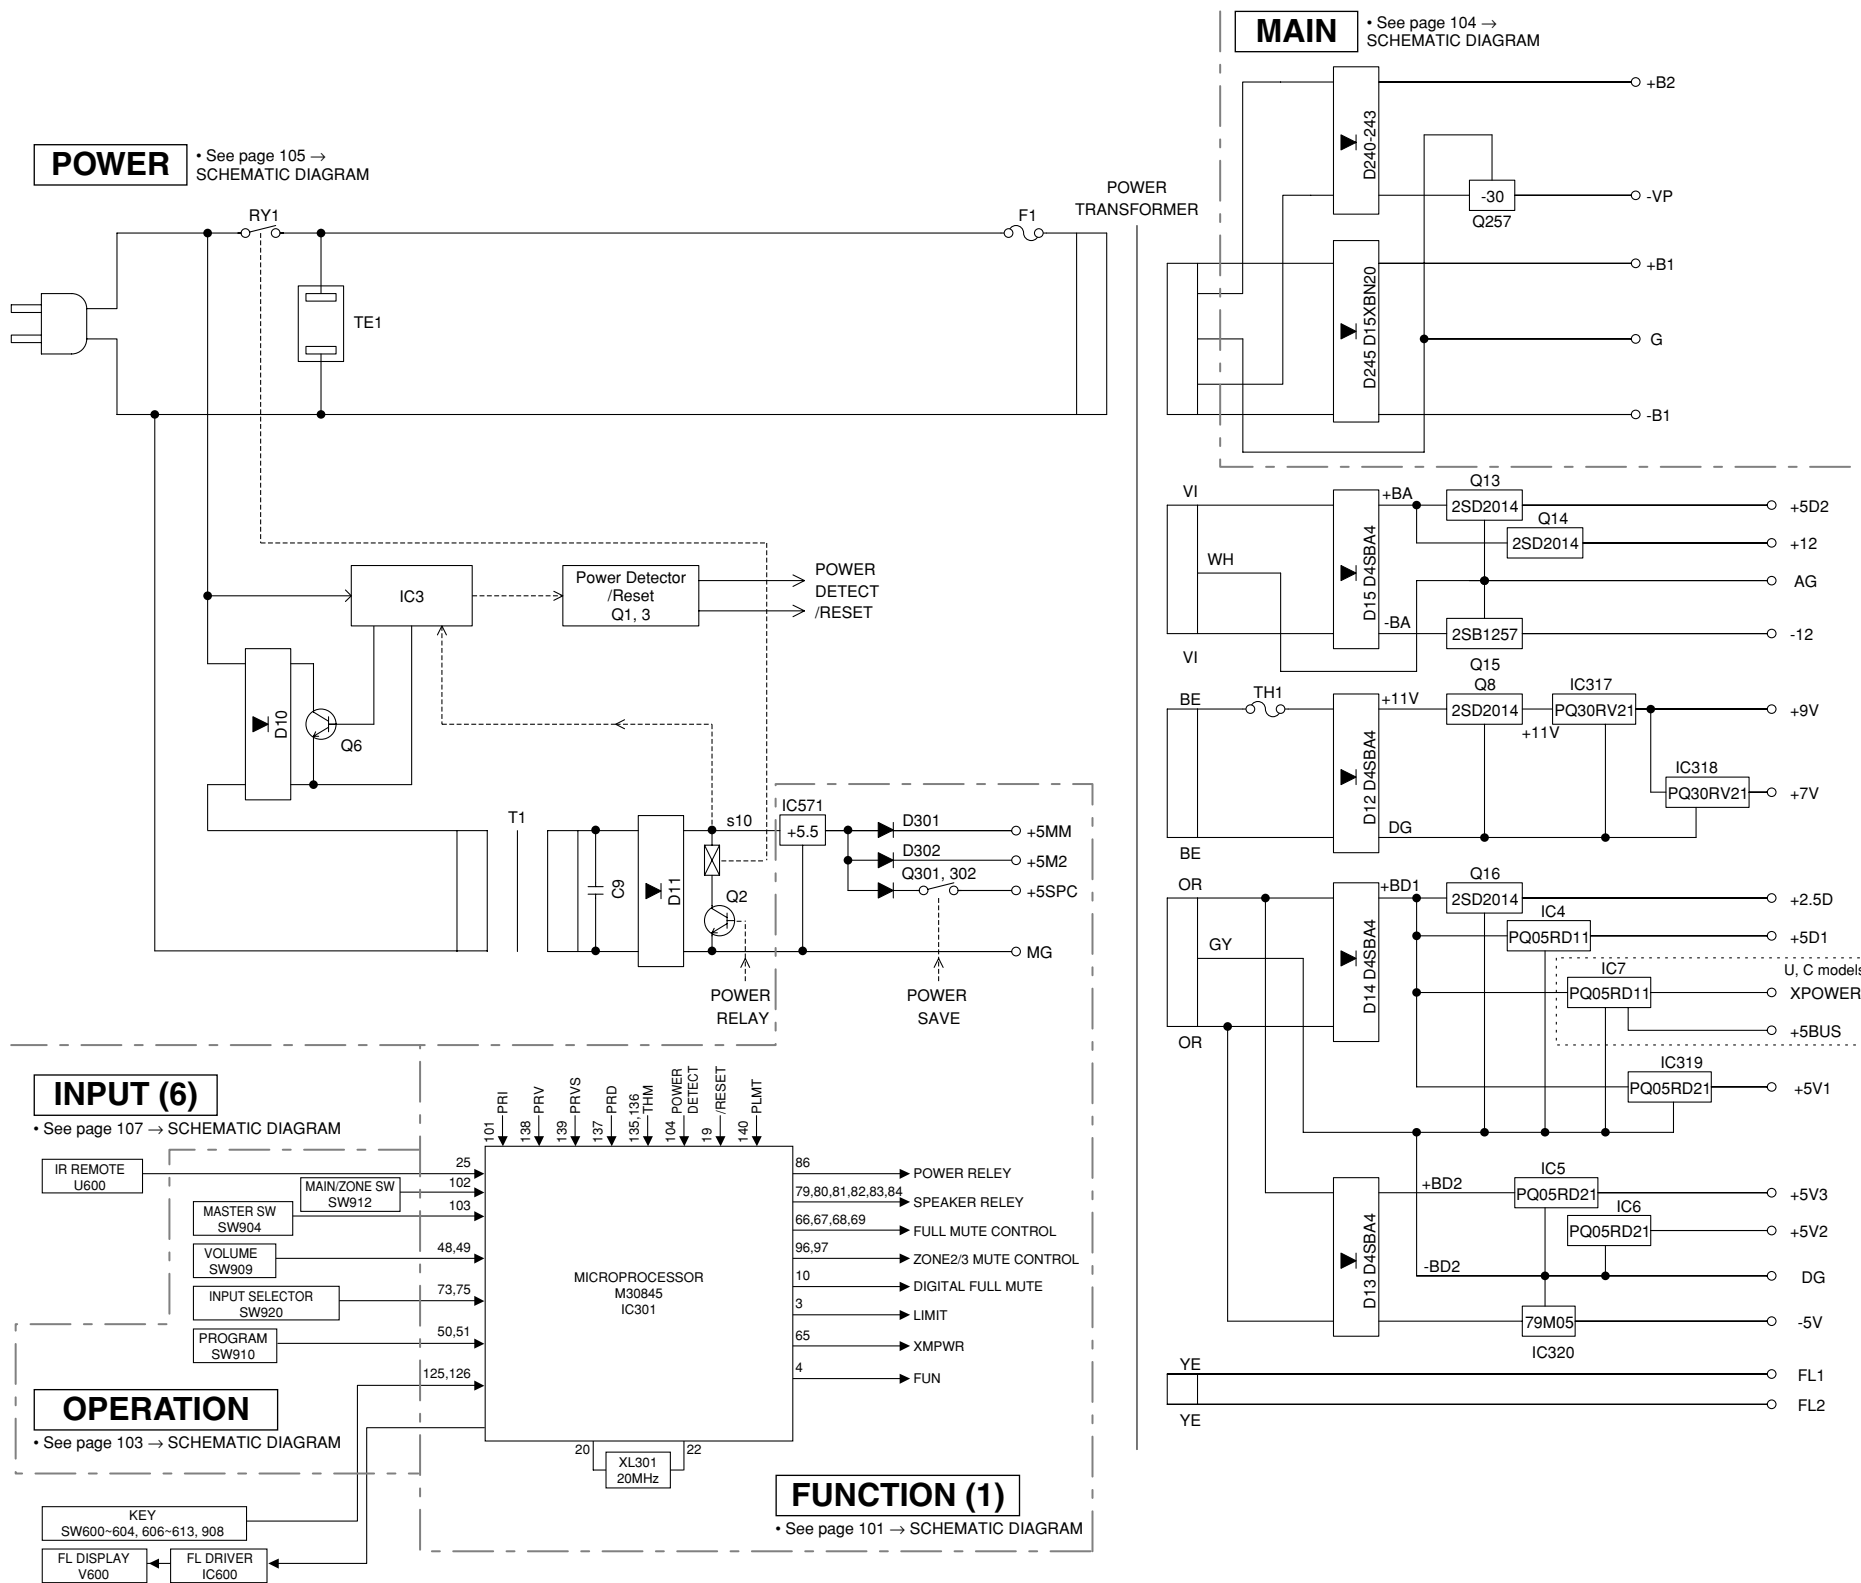 MAIN
• See page 104 →
SCHEMATIC DIAGRAM
D240-243
+B2
-30
Q257
-VP
D245 D15XBN20
+B1
G
-B1
POWER
• See page 105 →
SCHEMATIC DIAGRAM
RY1
TE1
F1
POWER
TRANSFORMER
IC3
Power Detector
/Reset
Q1, 3
POWER
DETECT
/RESET
D10
Q6
T1
C9
D11
s10
Q2
IC571
+5.5
D301
+5MM
D302
+5M2
Q301, 302
+5SPC
MG
POWER
RELAY
POWER
SAVE
VI
WH
VI
D15 D4SBA4
+BA
-BA
Q13
2SD2014
+5D2
Q14
2SD2014
+12
AG
2SB1257
Q15
-12
BE
TH1
BE
D12 D4SBA4
+11V
DG
Q8
2SD2014
+11V
IC317
PQ30RV21
+9V
IC318
PQ30RV21
+7V
OR
GY
OR
D14 D4SBA4
+BD1
Q16
2SD2014
+2.5D
IC4
PQ05RD11
+5D1
U, C models
IC7
PQ05RD11
XPOWER
+5BUS
IC319
PQ05RD21
+5V1
D13 D4SBA4
+BD2
-BD2
IC5
PQ05RD21
+5V3
IC6
PQ05RD21
+5V2
DG
79M05
IC320
-5V
YE
YE
FL1
FL2
INPUT (6)
• See page 107 → SCHEMATIC DIAGRAM
IR REMOTE
U600
25
MAIN/ZONE SW
SW912
102
MASTER SW
SW904
103
VOLUME
SW909
48,49
INPUT SELECTOR
SW920
73,75
PROGRAM
SW910
50,51
125,126
OPERATION
• See page 103 → SCHEMATIC DIAGRAM
KEY
SW600~604, 606~613, 908
FL DISPLAY
V600
FL DRIVER
IC600
101
PRI
138
PRV
139
PRVS
137
PRD
135,136
THM
104
POWER
DETECT
19
/RESET
140
PLMT
MICROPROCESSOR
M30845
IC301
86
POWER RELEY
79,80,81,82,83,84
SPEAKER RELEY
66,67,68,69
FULL MUTE CONTROL
96,97
ZONE2/3 MUTE CONTROL
10
DIGITAL FULL MUTE
3
LIMIT
65
XMPWR
4
FUN
20
22
XL301
20MHz
FUNCTION (1)
• See page 101 → SCHEMATIC DIAGRAM